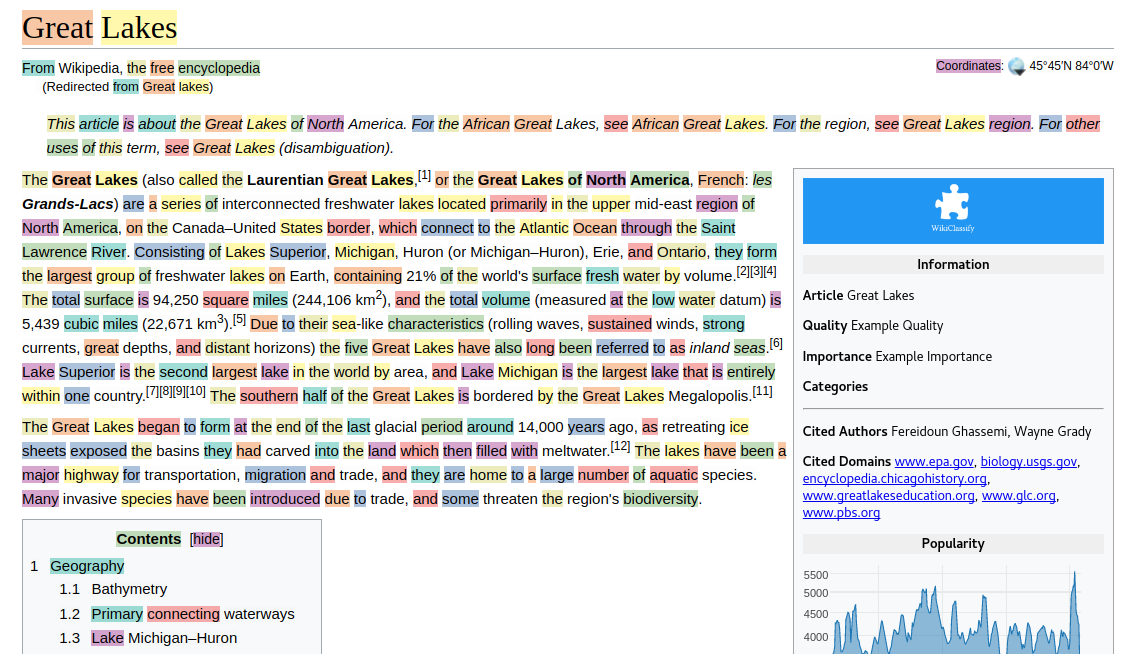 Great Lakes
From Wikipedia, the free encyclopedia
Coordinates: 45°45′N 84°0′W
(Redirected from Great lakes)
This article is about the Great Lakes of North America. For the African Great Lakes, see African Great Lakes. For the region, see Great Lakes region. For other
uses of this term, see Great Lakes (disambiguation).
The Great Lakes (also called the Laurentian Great Lakes,[1] or the Great Lakes of North America, French: les
Grands-Lacs) are a series of interconnected freshwater lakes located primarily in the upper mid-east region of
North America, on the Canada–United States border, which connect to the Atlantic Ocean through the Saint
Lawrence River. Consisting of Lakes Superior, Michigan, Huron (or Michigan–Huron), Erie, and Ontario, they form
the largest group of freshwater lakes on Earth, containing 21% of the world's surface fresh water by volume.[2][3][4]
The total surface is 94,250 square miles (244,106 km2), and the total volume (measured at the low water datum) is
5,439 cubic miles (22,671 km3).[5] Due to their sea-like characteristics (rolling waves, sustained winds, strong
currents, great depths, and distant horizons) the five Great Lakes have also long been referred to as inland seas.[6]
Lake Superior is the second largest lake in the world by area, and Lake Michigan is the largest lake that is entirely
within one country.[7][8][9][10] The southern half of the Great Lakes is bordered by the Great Lakes Megalopolis.[11]
The Great Lakes began to form at the end of the last glacial period around 14,000 years ago, as retreating ice
sheets exposed the basins they had carved into the land which then filled with meltwater.[12] The lakes have been a
major highway for transportation, migration and trade, and they are home to a large number of aquatic species.
Many invasive species have been introduced due to trade, and some threaten the region's biodiversity.
Contents [hide]
1 Geography
1.1 Bathymetry
1.2 Primary connecting waterways
1.3 Lake Michigan–Huron
WikiClassify
Information
Article Great Lakes
Quality Example Quality
Importance Example Importance
Categories
Cited Authors Fereidoun Ghassemi, Wayne Grady
Cited Domains www.epa.gov, biology.usgs.gov,
encyclopedia.chicagohistory.org,
www.greatlakeseducation.org, www.glc.org,
www.pbs.org
Popularity
5500
5000
4500
4000